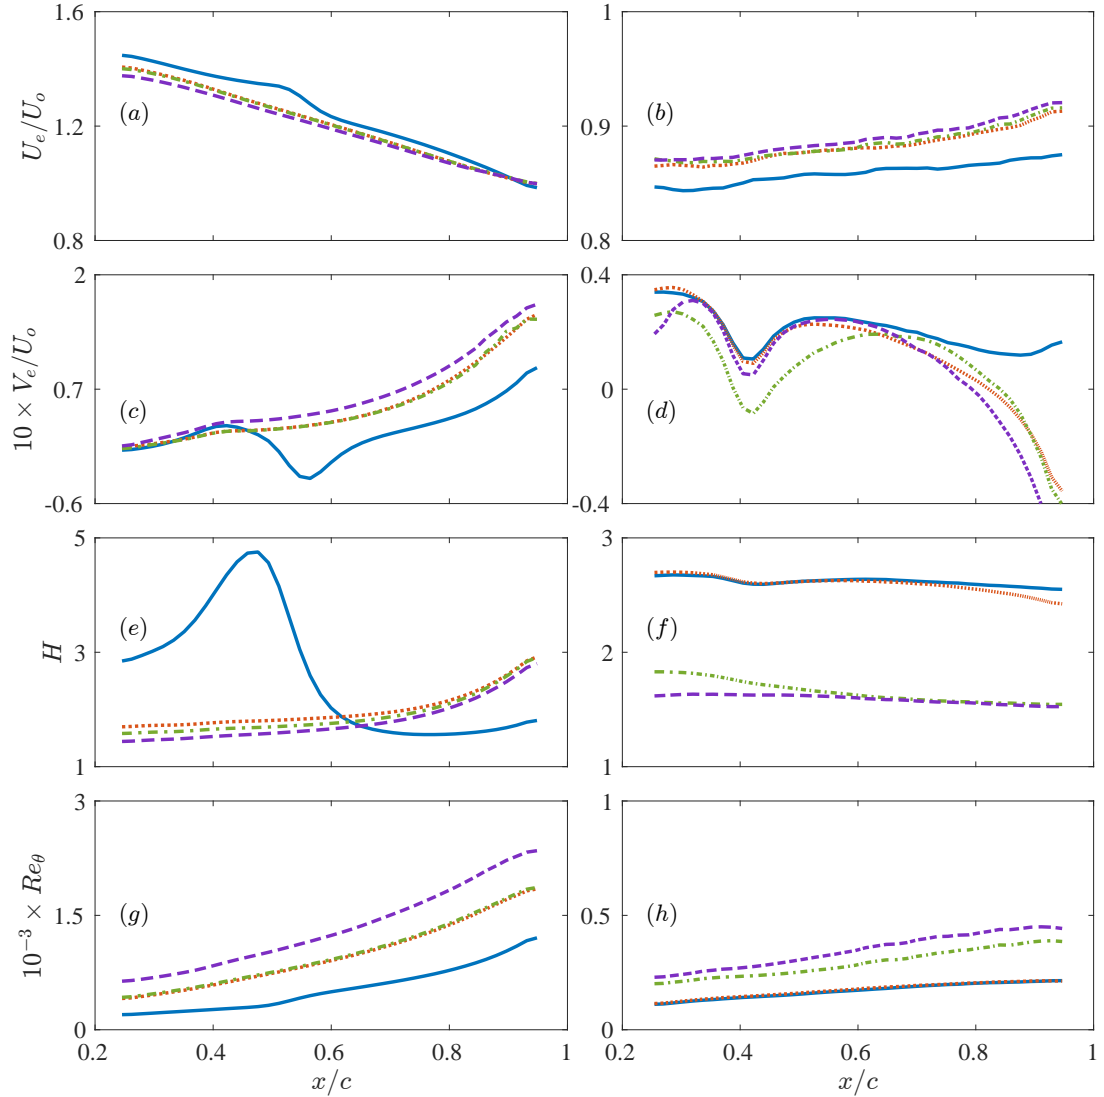 1.6
1.2
0.8
U_e/U_o
(a)
1
0.9
0.8
(b)
2
0.7
-0.6
10 × V_e/U_o
(c)
0.4
0
-0.4
(d)
5
3
1
H
(e)
3
2
1
(f)
3
1.5
0
10^{-3} × Re_θ
(g)
0.2 0.4 0.6 0.8 1
x/c
1
0.5
0
(h)
0.2 0.4 0.6 0.8 1
x/c